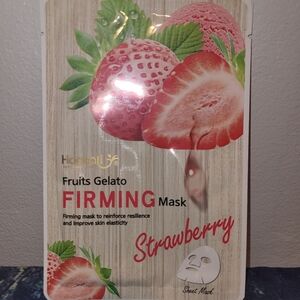 Fruits Gelato
FIRMING Mask
Firming mask to reinforce resilience
and improve skin elasticity
Strawberry
Sheet Mask